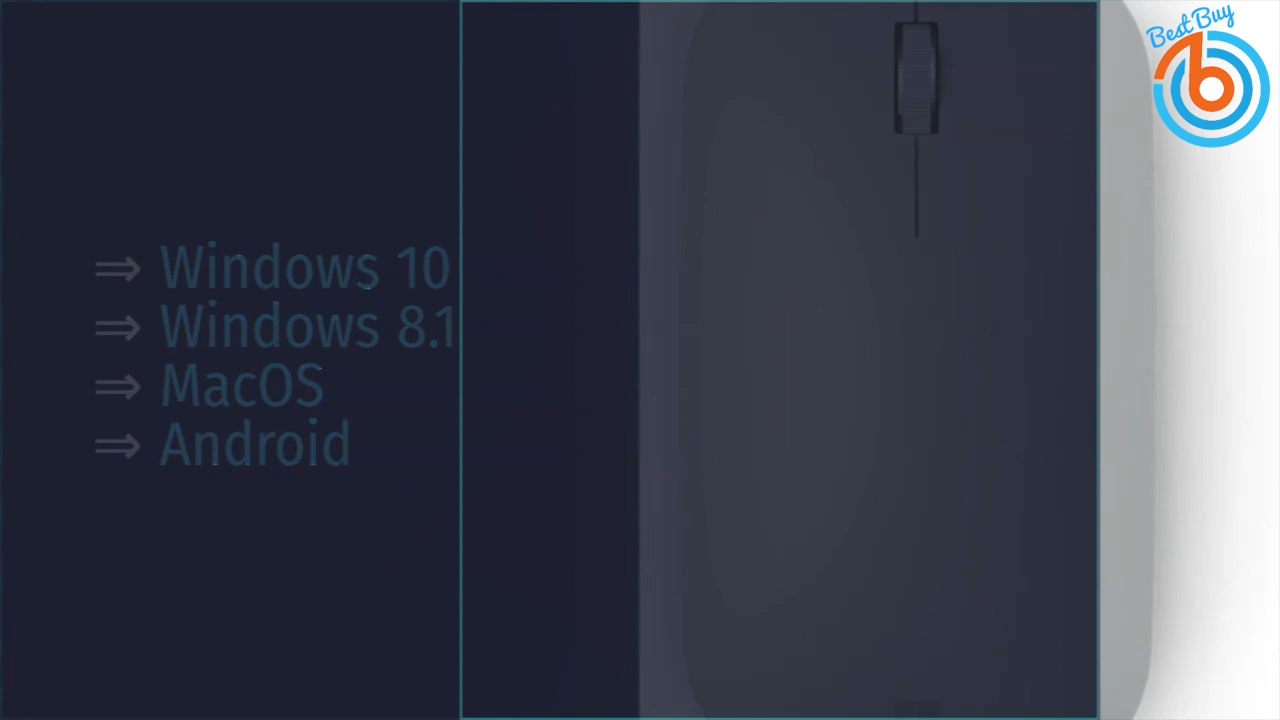 Best Buy
⇒ Windows 10
⇒ Windows 8.1
⇒ MacOS
⇒ Android